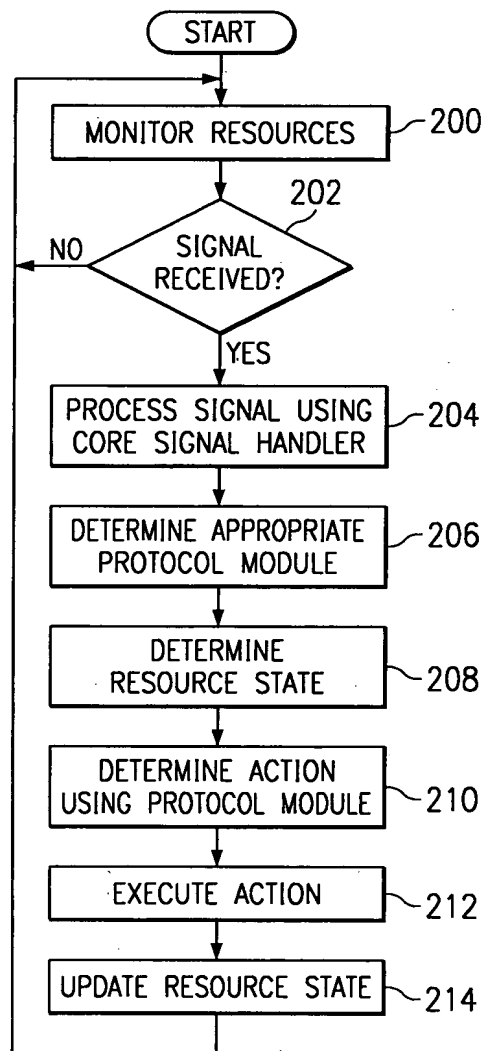 START
MONITOR RESOURCES
200
202
SIGNAL
RECEIVED?
NO
YES
PROCESS SIGNAL USING
CORE SIGNAL HANDLER
204
DETERMINE APPROPRIATE
PROTOCOL MODULE
206
DETERMINE
RESOURCE STATE
208
DETERMINE ACTION
USING PROTOCOL MODULE
210
EXECUTE ACTION
212
UPDATE RESOURCE STATE
214